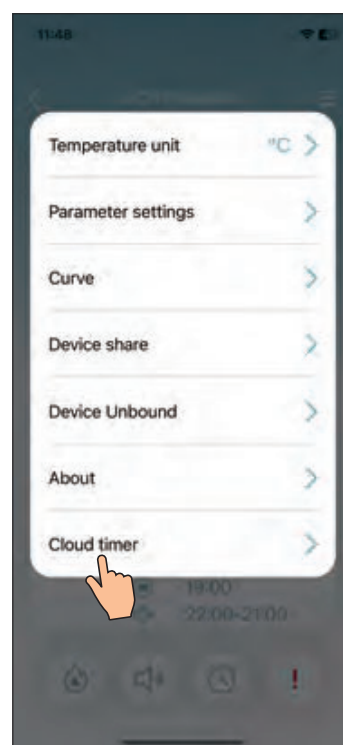 11:48
Temperature unit °C
Parameter settings
Curve
Device share
Device Unbound
About
Cloud timer
19:00
22:00-21:00
!